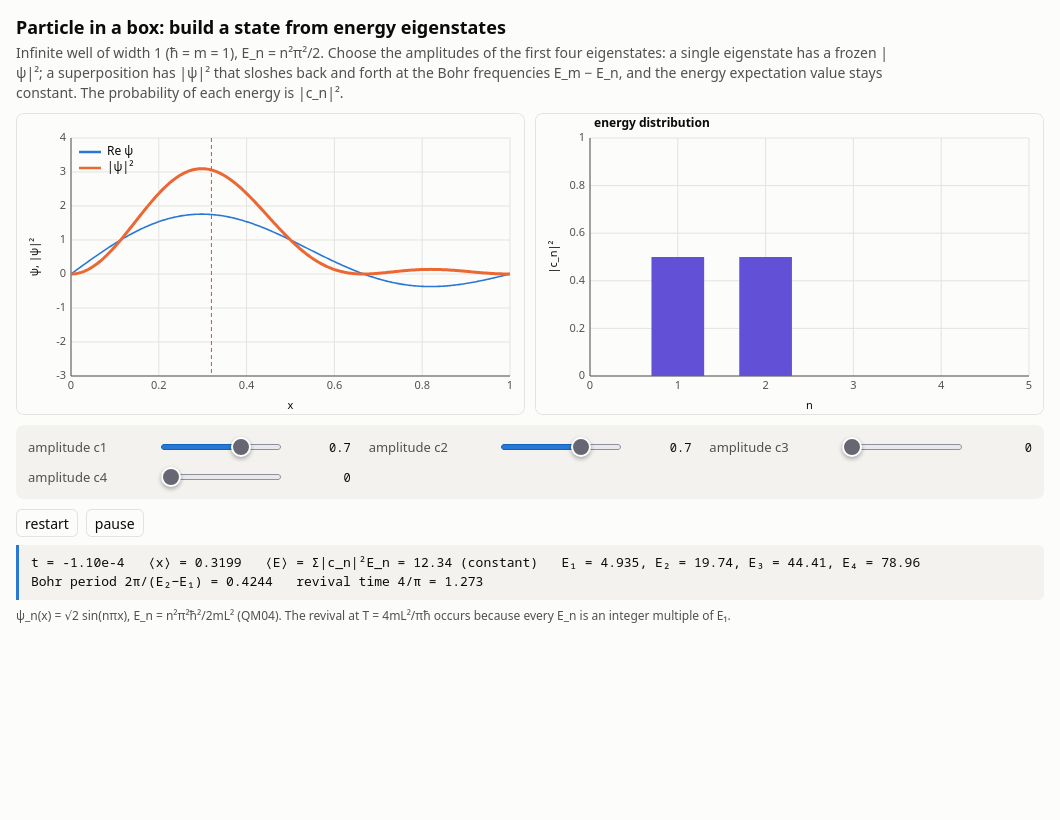 Particle in a box: build a state from energy eigenstates
Infinite well of width 1 (ħ = m = 1), E_n = n²π²/2. Choose the amplitudes of the first four eigenstates: a single eigenstate has a frozen |
ψ|²; a superposition has |ψ|² that sloshes back and forth at the Bohr frequencies E_m − E_n, and the energy expectation value stays
constant. The probability of each energy is |c_n|².
4
3
2
1
0
-1
-2
-3
ψ, |ψ|²
Re ψ
|ψ|²
0
0.2
0.4
0.6
0.8
1
x
energy distribution
1
0.8
0.6
0.4
0.2
0
|c_n|²
0
1
2
3
4
5
n
amplitude c1 0.7
amplitude c2 0.7
amplitude c3 0
amplitude c4 0
restart
pause
t = -1.10e-4 ⟨x⟩ = 0.3199 ⟨E⟩ = Σ|c_n|²E_n = 12.34 (constant) E₁ = 4.935, E₂ = 19.74, E₃ = 44.41, E₄ = 78.96
Bohr period 2π/(E₂−E₁) = 0.4244 revival time 4/π = 1.273
ψ_n(x) = √2 sin(nπx), E_n = n²π²ħ²/2mL² (QM04). The revival at T = 4mL²/πħ occurs because every E_n is an integer multiple of E₁.